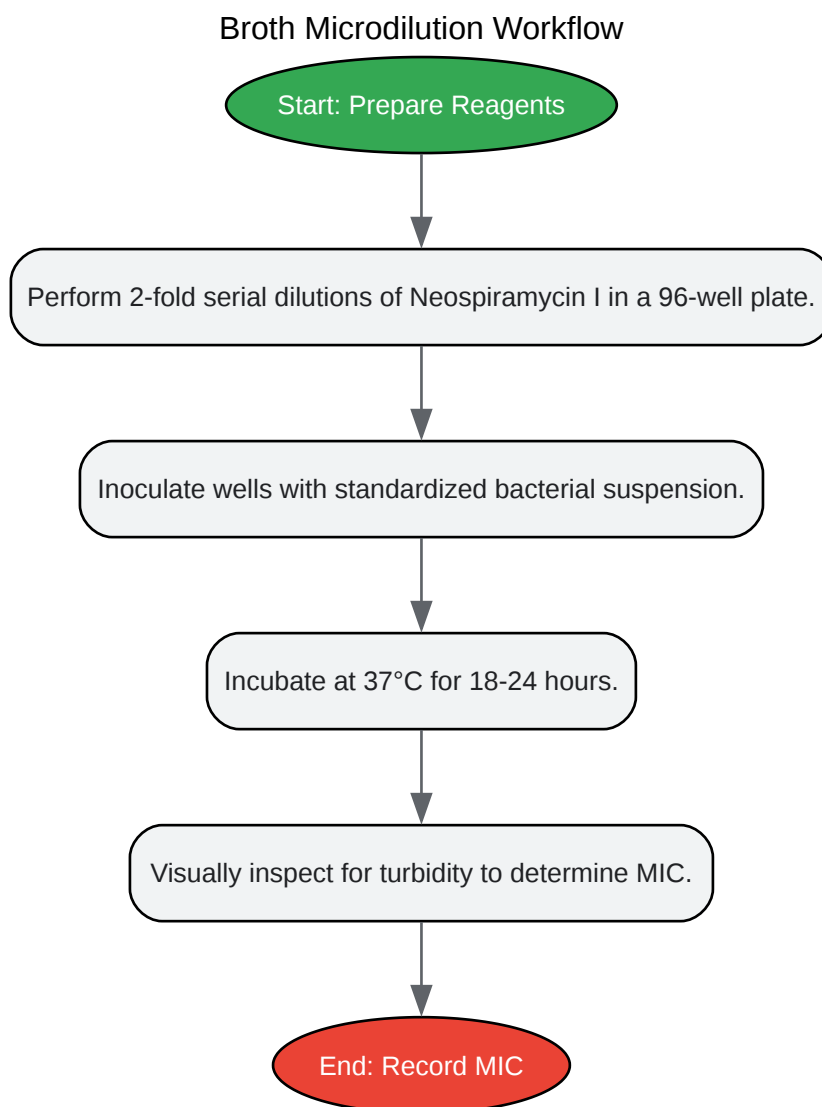 Broth Microdilution Workflow
Start: Prepare Reagents
Perform 2-fold serial dilutions of Neospiramycin I in a 96-well plate.
Inoculate wells with standardized bacterial suspension.
Incubate at 37°C for 18-24 hours.
Visually inspect for turbidity to determine MIC.
End: Record MIC